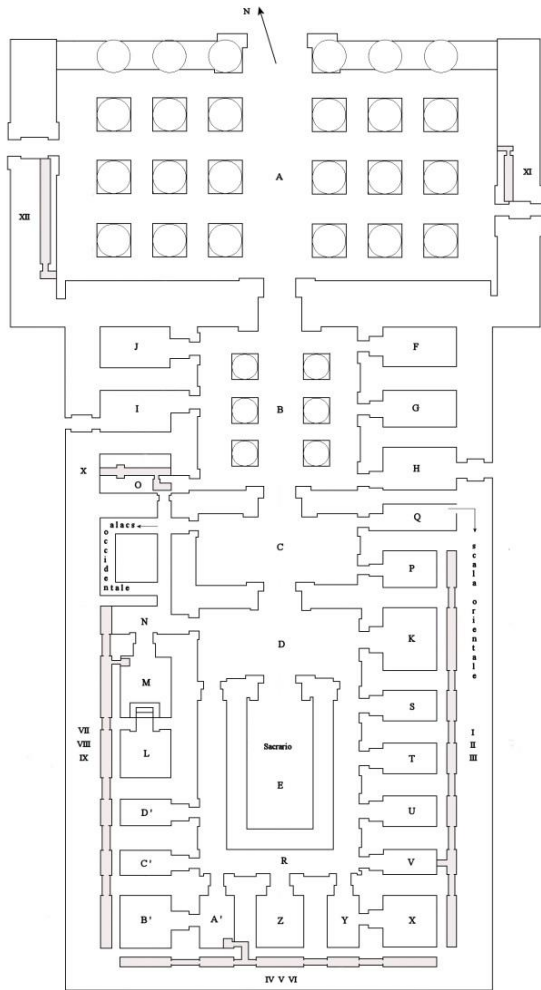 N
A
XII
XI
J
F
B
I
G
X
H
O
Q
alacs
occidentale
scala orientale
C
P
N
D
K
M
S
Sacrario
VII
VIII
IX
L
I
II
III
T
E
D'
U
C'
R
V
B'
A'
Z
Y
X
IV V VI